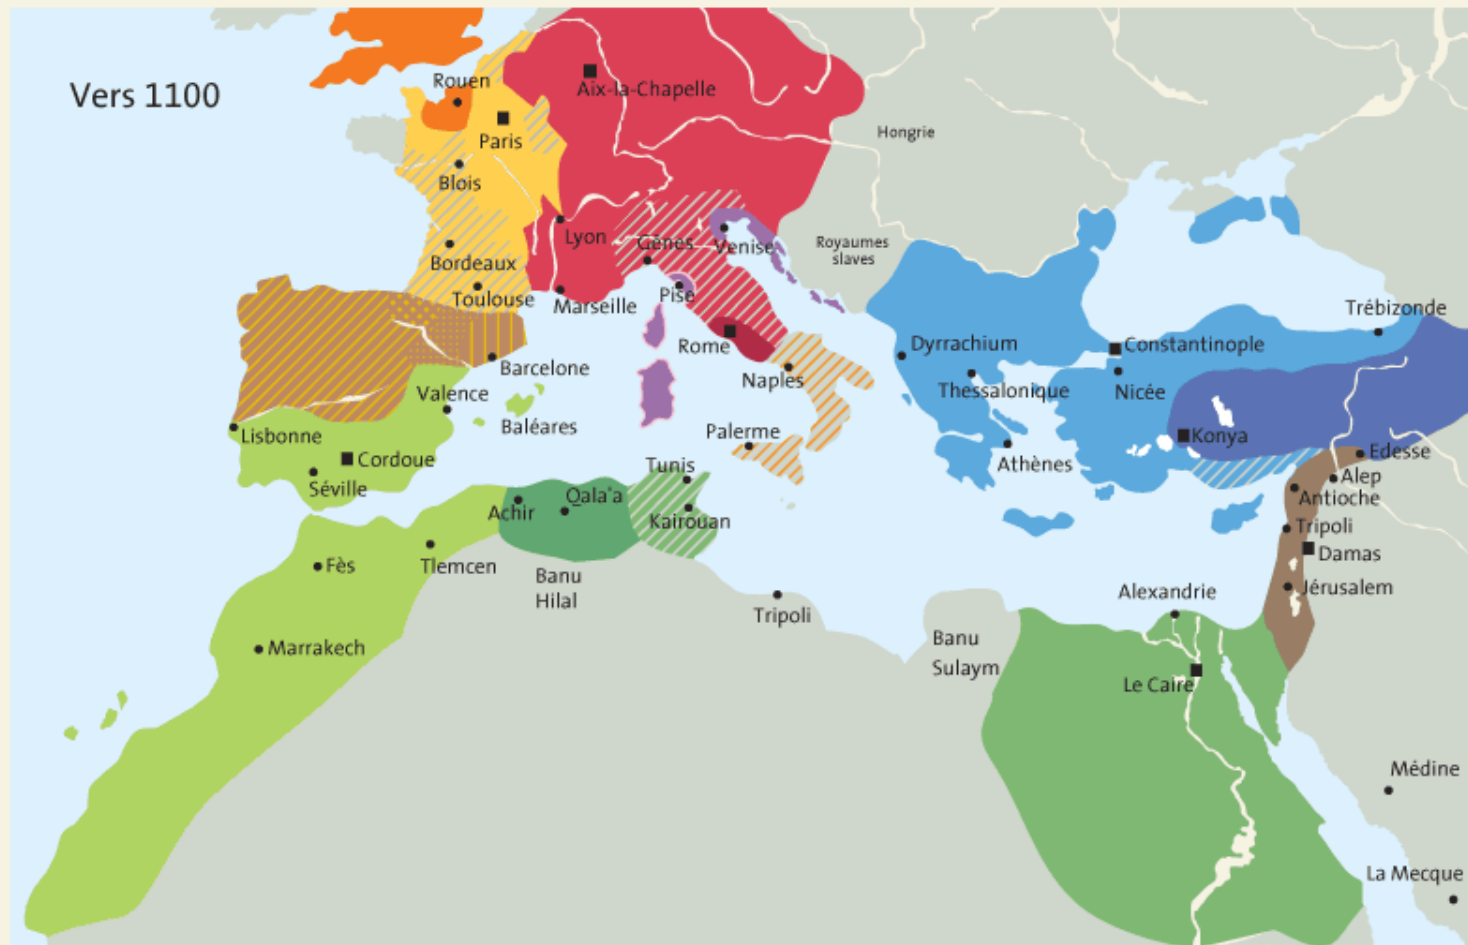 Vers 1100
Rouen
Aix-la-Chapelle
Paris
Hongrie
Blois
Lyon
Gênes
Venise
Royaumes
slaves
Bordeaux
Toulouse
Marseille
Pise
Trébizonde
Rome
Dyrrachium
Constantinople
Barcelone
Naples
Thessalonique
Nicée
Valence
Baléares
Lisbonne
Palerme
Konya
Cordoue
Athènes
Edesse
Séville
Tunis
Alep
Antioche
Achir
Qala'a
Kairouan
Tripoli
Damas
Fès
Tlemcen
Banu
Hilal
Jérusalem
Alexandrie
Tripoli
Marrakech
Banu
Sulaym
Le Caire
Médine
La Mecque